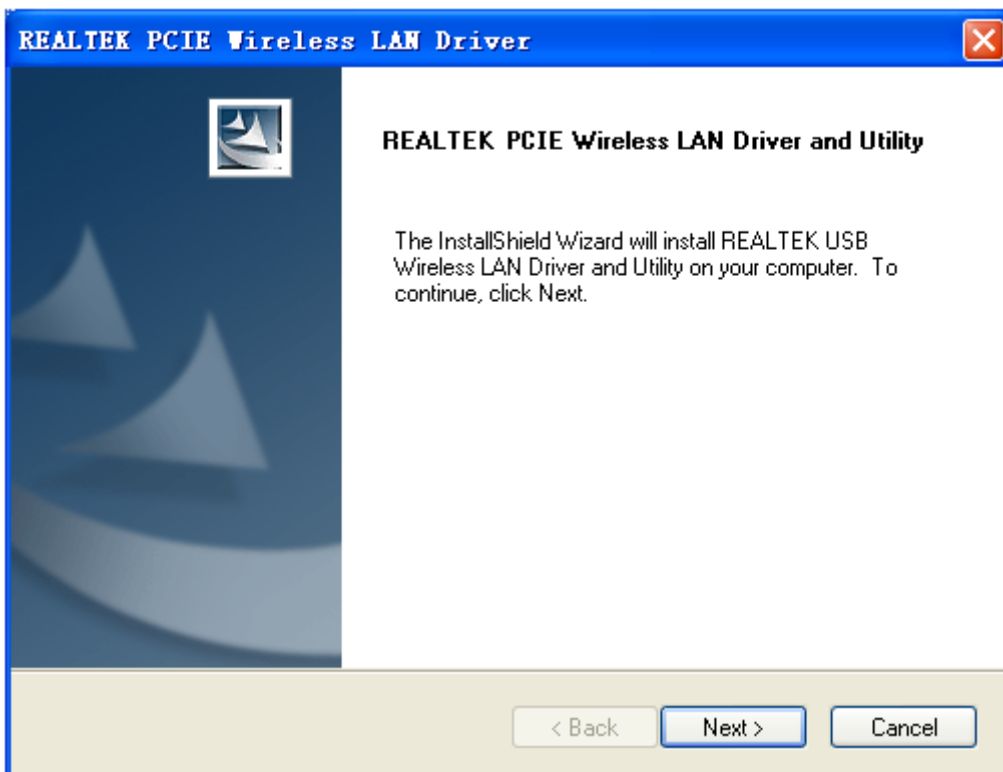 REALTEK PCIE Wireless LAN Driver
REALTEK PCIE Wireless LAN Driver and Utility
The InstallShield Wizard will install REALTEK USB
Wireless LAN Driver and Utility on your computer.  To
continue, click Next.
< Back Next > Cancel